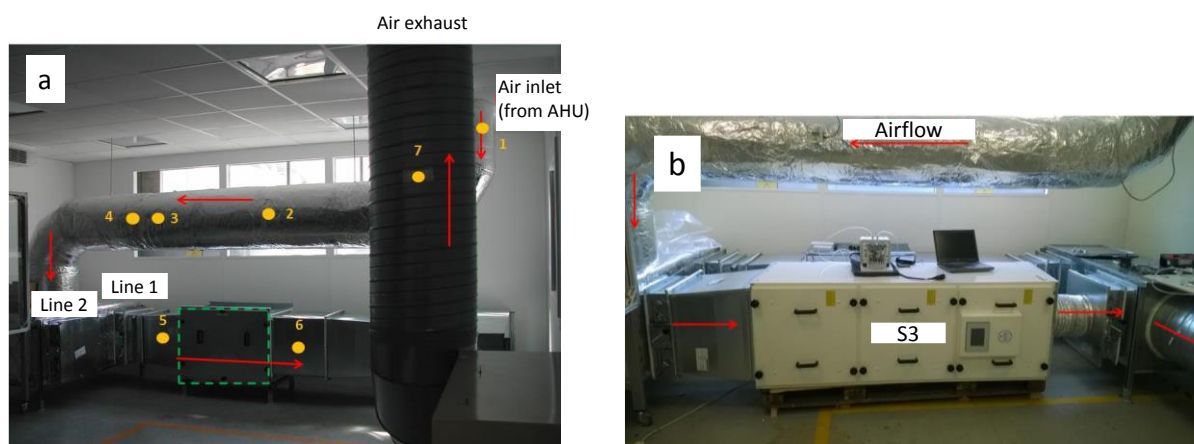 Air exhaust
a
Air inlet
(from AHU)
1
7
2
3
4
Line 1
Line 2
5
6
b
Airflow
S3